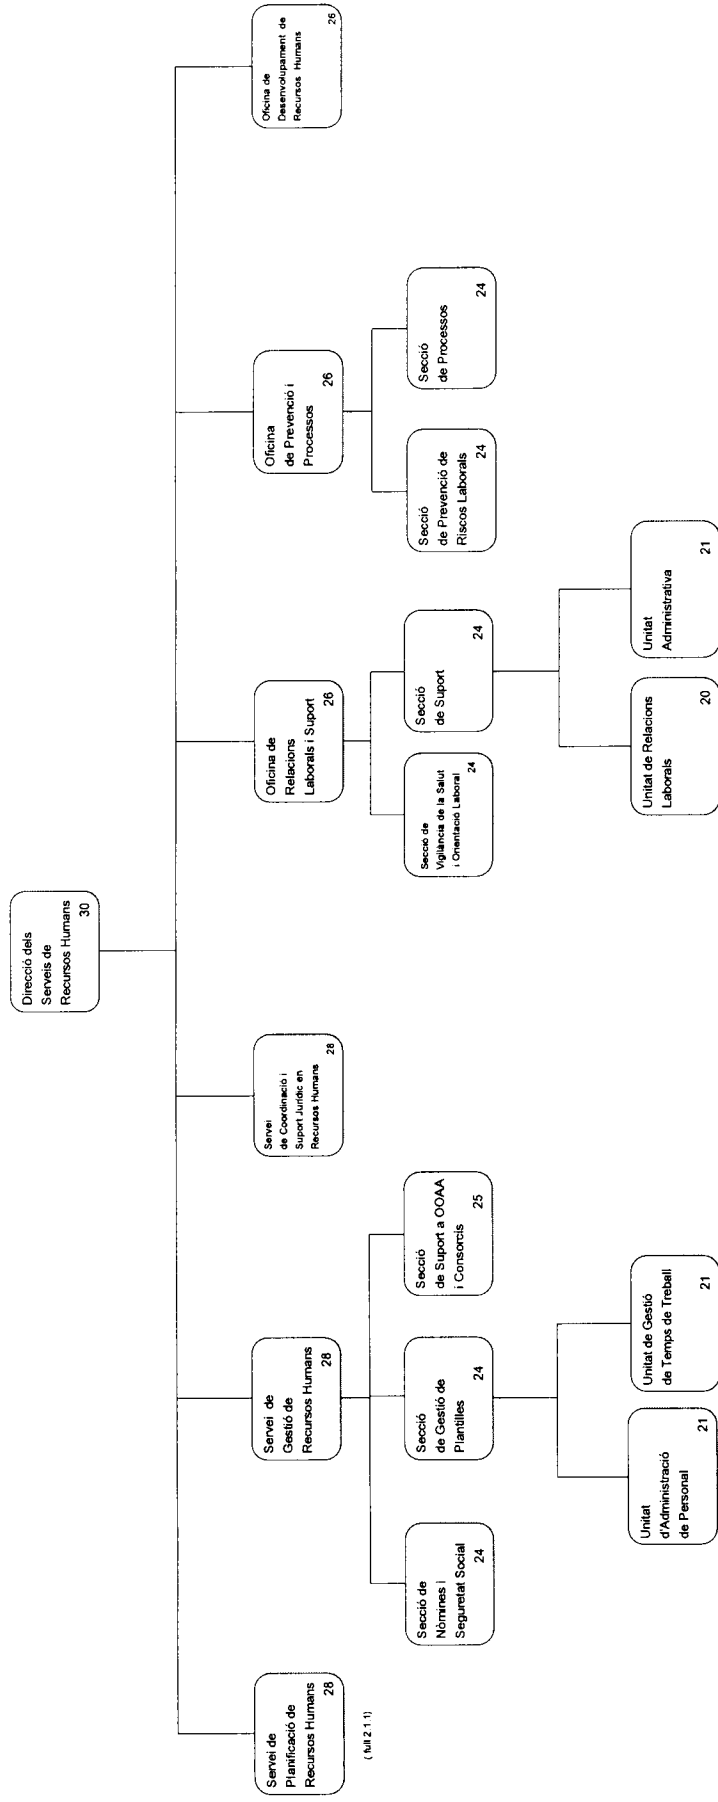 Direcció dels
Serveis de
Recursos Humans
30
Servei de
Planificació de
Recursos Humans
28
( full 2.1.1)
Servei de
Gestió de
Recursos Humans
28
Servei
de Coordinació i
Suport Jurídic en
Recursos Humans
28
Oficina de
Relacions
Laborals i Suport
26
Oficina
de Prevenció i
Processos
26
Oficina de
Desenvolupament de
Recursos Humans
26
Secció de
Nòmines i
Seguretat Social
24
Secció
de Gestió de
Plantilles
24
Secció
de Suport a OOAA
i Consorcis
25
Secció de
Vigilància de la Salut
i Orientació Laboral
24
Secció
de Suport
24
Secció
de Prevenció de
Riscos Laborals
24
Secció
de Processos
24
Unitat
d'Administració
de Personal
21
Unitat de Gestió
de Temps de Treball
21
Unitat de Relacions
Laborals
20
Unitat
Administrativa
21